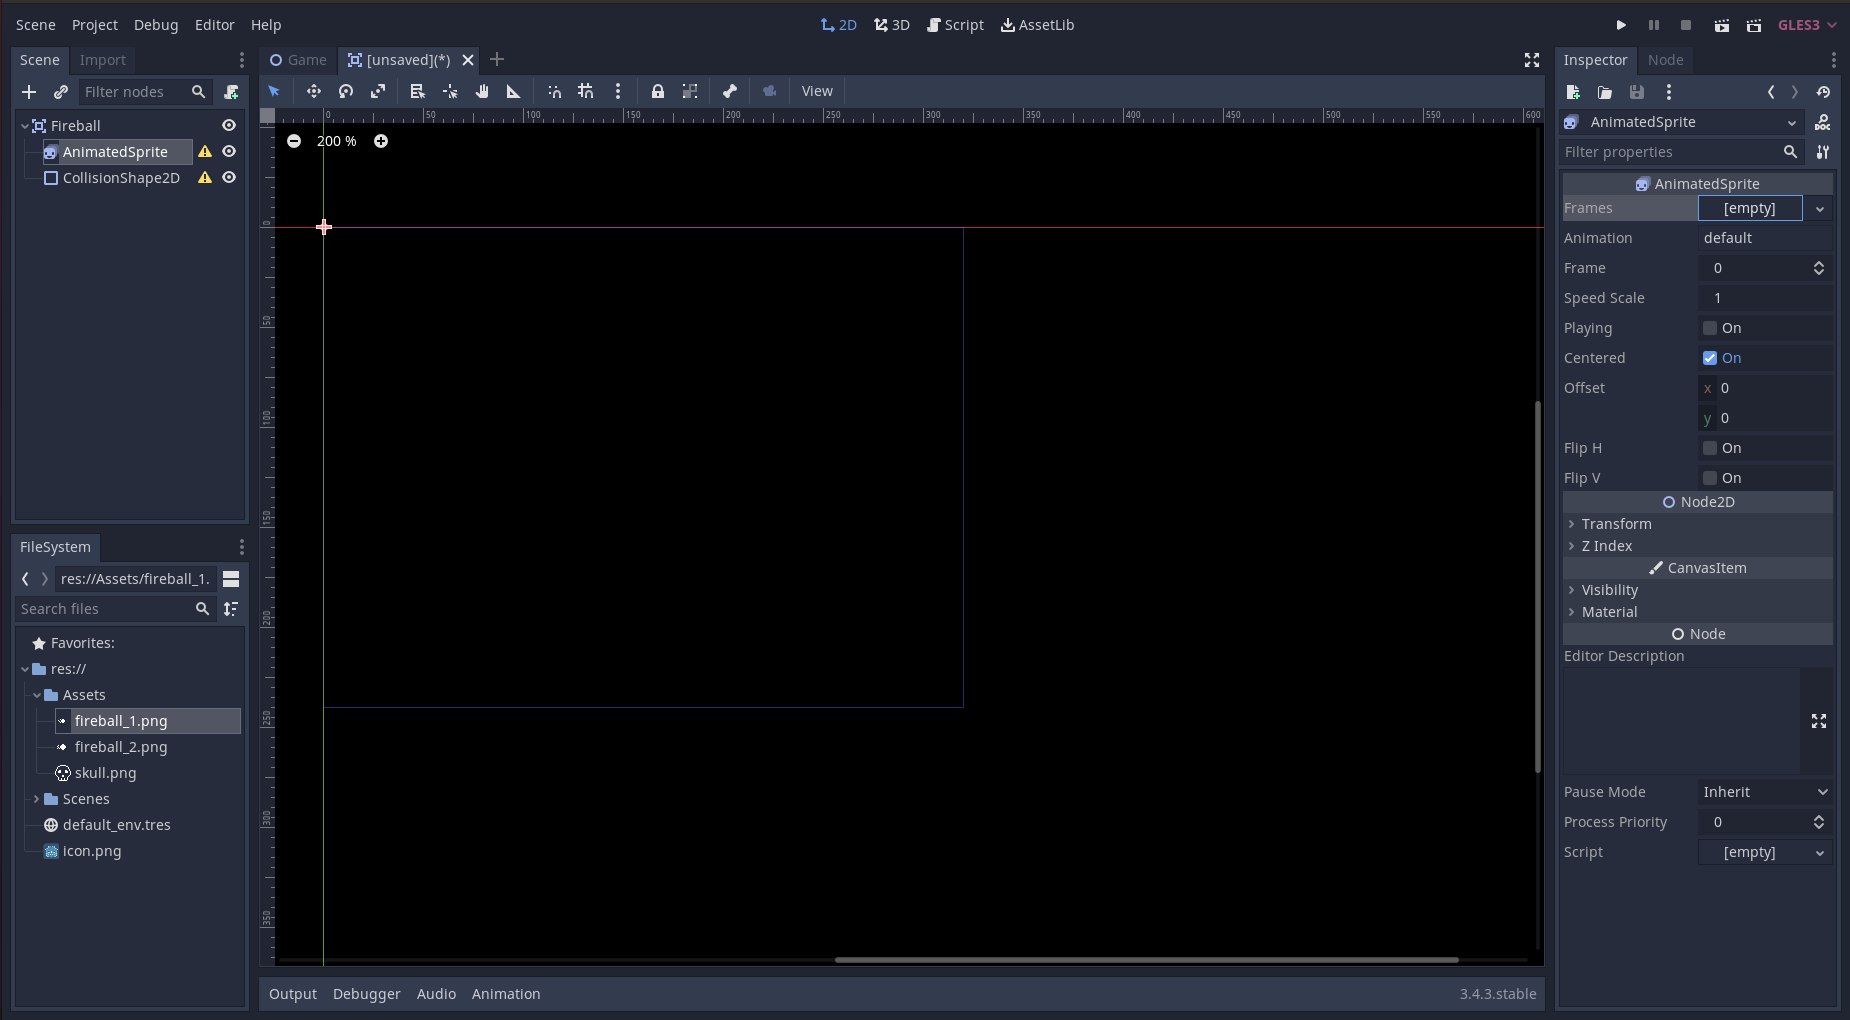 Scene Project Debug Editor Help 2D 3D Script AssetLib GLES3
Scene Import
Filter nodes
Fireball
AnimatedSprite
CollisionShape2D
FileSystem
res://Assets/fireball_1.
Search files
Favorites:
res://
Assets
fireball_1.png
fireball_2.png
skull.png
Scenes
default_env.tres
icon.png
Game [unsaved](*)
View
0 50 100 150 200 250 300 350 400 450 500 550 600
200 %
0
50
100
150
200
250
300
350
Output Debugger Audio Animation 3.4.3.stable
Inspector Node
AnimatedSprite
DOC
Filter properties
AnimatedSprite
Frames [empty]
Animation default
Frame 0
Speed Scale 1
Playing On
Centered On
Offset x 0
y 0
Flip H On
Flip V On
Node2D
Transform
Z Index
CanvasItem
Visibility
Material
Node
Editor Description
Pause Mode Inherit
Process Priority 0
Script [empty]